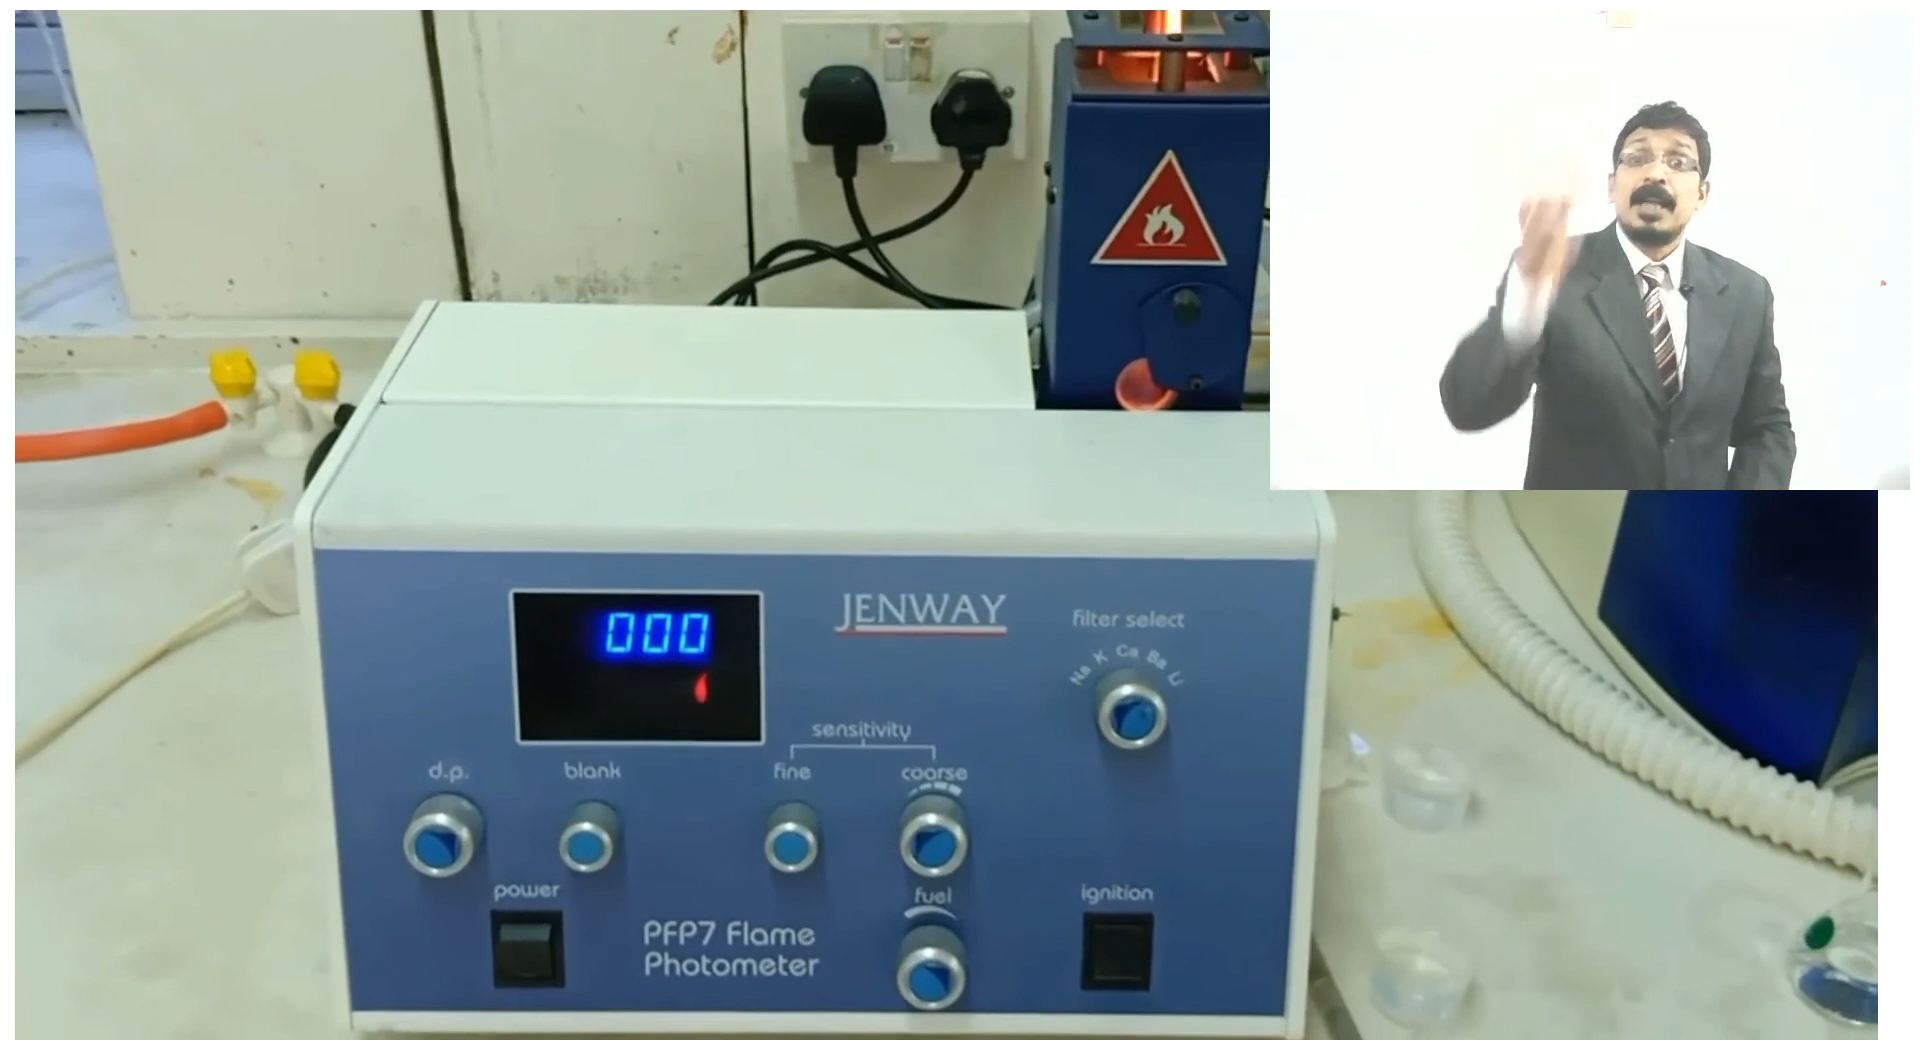 000
JENWAY
filter select
Na K Ca Ba Li
sensitivity
d.p.
blank
fine
coarse
power
fuel
ignition
PFP7 Flame
Photometer